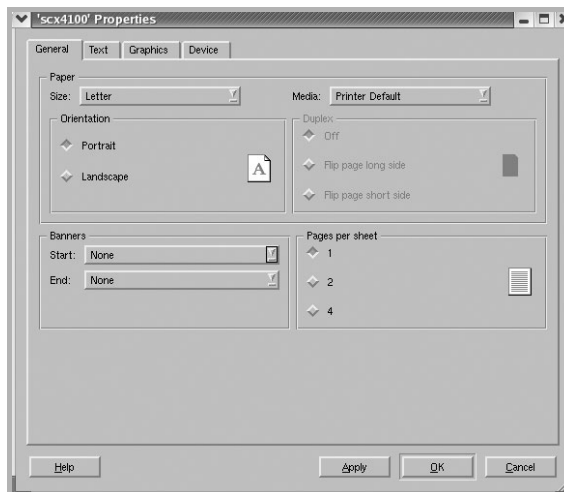 'scx4100' Properties
General Text Graphics Device
Paper
Size: Letter Media: Printer Default
Orientation Duplex
Portrait Off
A
Landscape Flip page long side
Flip page short side
Banners Pages per sheet
Start: None 1
End: None 2
4
Help Apply OK Cancel